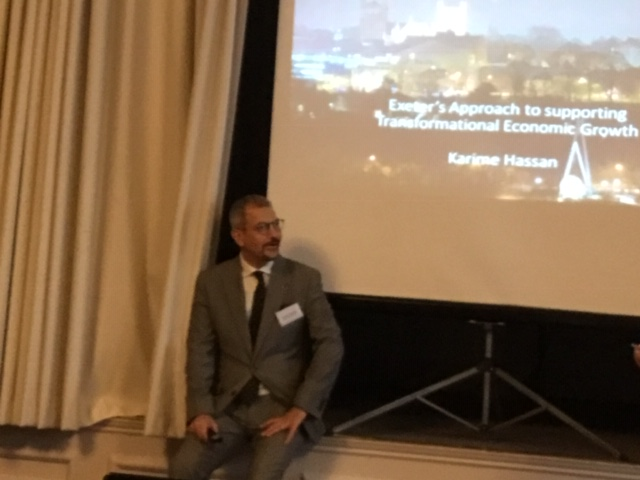 Exeter's Approach to supporting
Transformational Economic Growth
Karime Hassan